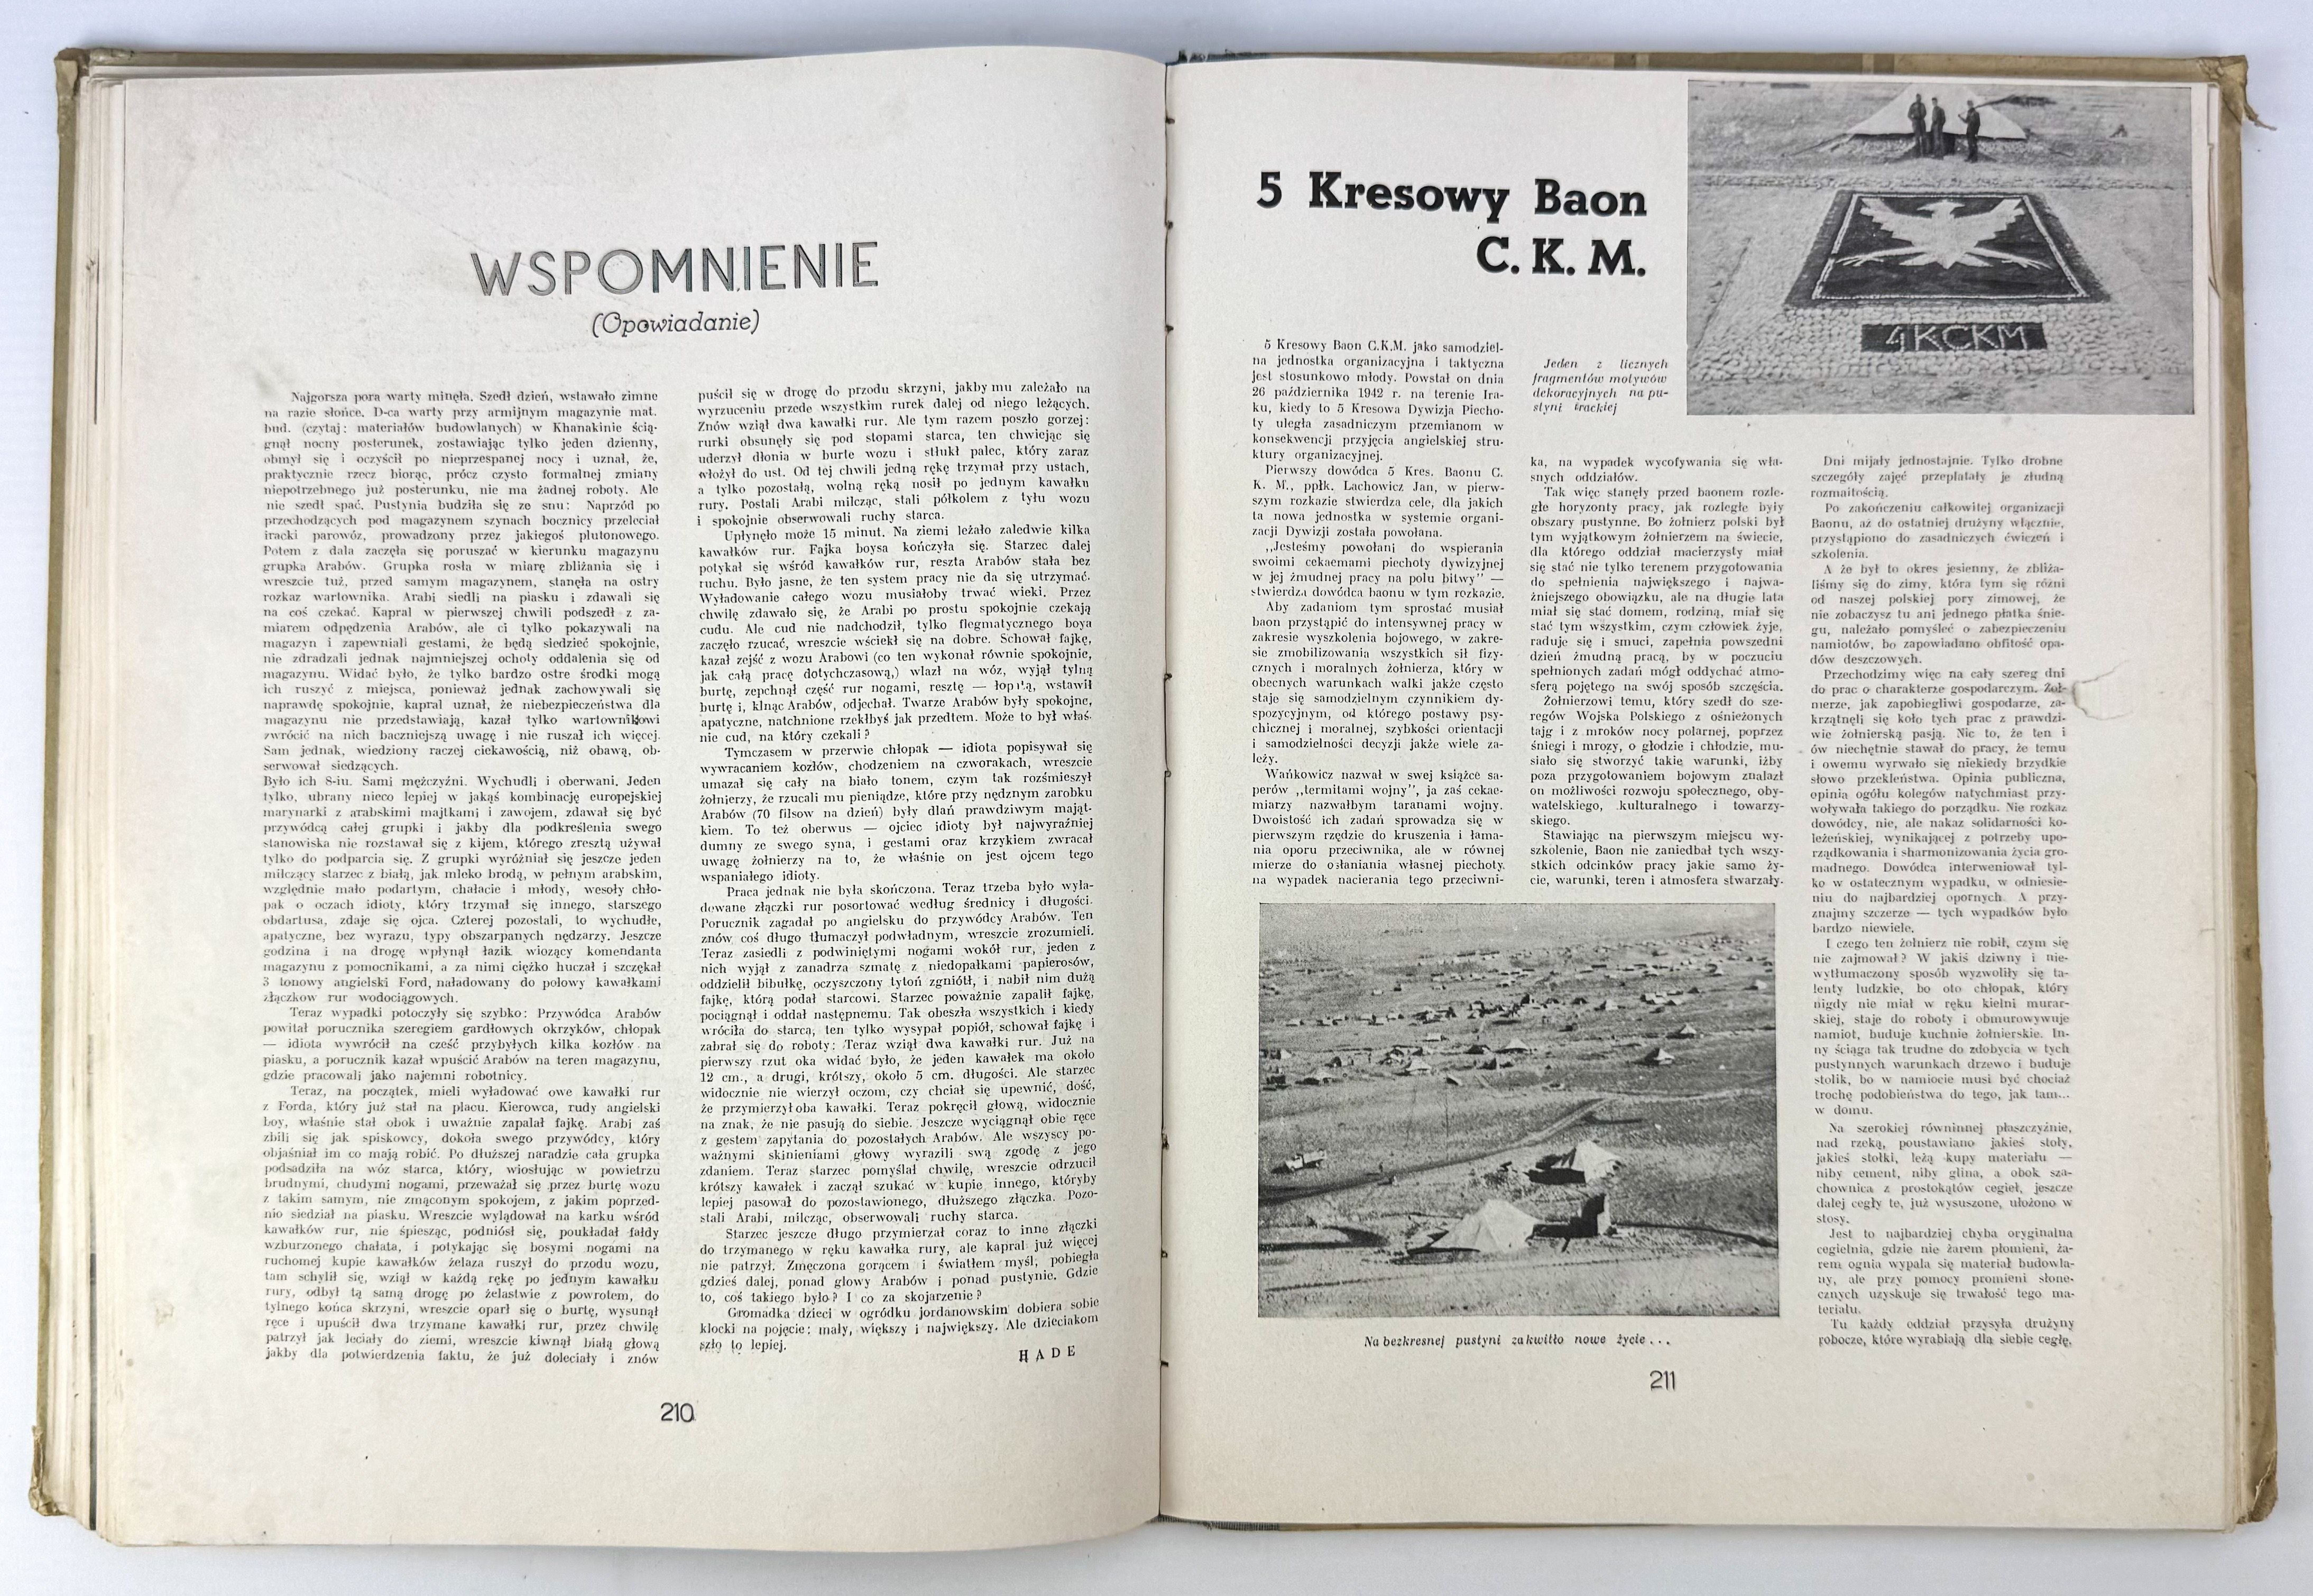 WSPOMNIENIE
(Opowiadanie)
Najgorsza pora warty minęła. Szedł dzień, wstawało zimne
na razie słońce. D-ca warty przy armijnym magazynie mat.
bud. (czytaj: materiałów budowlanych) w Khanakinie ścią-
gnął nocny posterunek, zostawiając tylko jeden dzienny,
obmył się i oczyścił po nieprzespanej nocy i uznał, że,
praktycznie rzecz biorąc, prócz czysto formalnej zmiany
niepotrzebnego już posterunku, nie ma żadnej roboty. Ale
nie szedł spać. Pustynia budziła się ze snu: Naprzód po
przechodzących pod magazynem szynach bocznicy przeleciał
iracki parowóz, prowadzony przez jakiegoś plutonowego.
Potem z dala zaczęła się poruszać w kierunku magazynu
grupka Arabów. Grupka rosła w miarę zbliżania się i
wreszcie tuż, przed samym magazynem, stanęła na ostry
rozkaz wartownika. Arabi siedli na piasku i zdawali się
na coś czekać. Kapral w pierwszej chwili podszedł z za-
miarem odpędzenia Arabów, ale ci tylko pokazywali na
magazyn i zapewniali gestami, że będą siedzieć spokojnie,
nie zdradzali jednak najmniejszej ochoty oddalenia się od
magazynu. Widać było, że tylko bardzo ostre środki mogą
ich ruszyć z miejsca, ponieważ jednak zachowywali się
naprawdę spokojnie, kapral uznał, że niebezpieczeństwa dla
magazynu nie przedstawiają, kazał tylko wartownikowi
zwrócić na nich baczniejszą uwagę i nie ruszał ich więcej.
Sam jednak, wiedziony raczej ciekawością, niż obawą, ob-
serwował siedzących.
Było ich 8-iu. Sami mężczyźni. Wychudli i oberwani. Jeden
tylko, ubrany nieco lepiej w jakąś kombinację europejskiej
marynarki z arabskimi majtkami i zawojem, zdawał się być
przywódcą całej grupki i jakby dla podkreślenia swego
stanowiska nie rozstawał się z kijem, którego zresztą używał
tylko do podparcia się. Z grupki wyróżniał się jeszcze jeden
milczący starzec z białą, jak mleko brodą, w pełnym arabskim,
względnie mało podartym, chałacie i młody, wesoły chło-
pak o oczach idioty, który trzymał się innego, starszego
obdartusa, zdaje się ojca. Czterej pozostali, to wychudłe,
apatyczne, bez wyrazu, typy obszarpanych nędzarzy. Jeszcze
godzina i na drogę wpłynął łazik wiozący komendanta
magazynu z pomocnikami, a za nimi ciężko huczał i szczękał
3 tonowy angielski Ford, naładowany do połowy kawałkami
złączkow rur wodociągowych.
Teraz wypadki potoczyły się szybko: Przywódca Arabów
powitał porucznika szeregiem gardłowych okrzyków, chłopak
— idiota wywrócił na cześć przybyłych kilka kozłów na
piasku, a porucznik kazał wpuścić Arabów na teren magazynu,
gdzie pracowali jako najemni robotnicy.
Teraz, na początek, mieli wyładować owe kawałki rur
z Forda, który już stał na placu. Kierowca, rudy angielski
boy, właśnie stał obok i uważnie zapalał fajkę. Arabi zaś
zbili się jak spiskowcy, dokoła swego przywódcy, który
objaśniał im co mają robić. Po dłuższej naradzie cała grupka
podsadziła na wóz starca, który, wiosłując w powietrzu
brudnymi, chudymi nogami, przeważał się przez burtę wozu
z takim samym, nie zmąconym spokojem, z jakim poprzed-
nio siedział na piasku. Wreszcie wylądował na karku wśród
kawałków rur, nie śpiesząc, podniósł się, poukładał fałdy
wzburzonego chałata, i potykając się bosymi nogami na
ruchomej kupie kawałków żelaza ruszył do przodu wozu,
tam schylił się, wziął w każdą rękę po jednym kawałku
rury, odbył tą samą drogę po żelastwie z powrotem, do
tylnego końca skrzyni, wreszcie oparł się o burtę, wysunął
ręce i upuścił dwa trzymane kawałki rur, przez chwilę
patrzył jak leciały do ziemi, wreszcie kiwnął białą głową
jakby dla potwierdzenia faktu, że już doleciały i znów
puścił się w drogę do przodu skrzyni, jakby mu zależało na
wyrzuceniu przede wszystkim rurek dalej od niego leżących.
Znów wziął dwa kawałki rur. Ale tym razem poszło gorzej:
rurki obsunęły się pod stopami starca, ten chwiejąc się
uderzył dłonia w burte wozu i stłukł palec, który zaraz
włożył do ust. Od tej chwili jedną rękę trzymał przy ustach,
a tylko pozostałą, wolną ręką nosił po jednym kawałku
rury. Postali Arabi milcząc, stali półkolem z tyłu wozu
i spokojnie obserwowali ruchy starca.
Upłynęło może 15 minut. Na ziemi leżało zaledwie kilka
kawałków rur. Fajka boysa kończyła się. Starzec dalej
potykał się wśród kawałków rur, reszta Arabów stała bez
ruchu. Było jasne, że ten system pracy nie da się utrzymać.
Wyładowanie całego wozu musiałoby trwać wieki. Przez
chwilę zdawało się, że Arabi po prostu spokojnie czekają
cudu. Ale cud nie nadchodził, tylko flegmatycznego boya
zaczęło rzucać, wreszcie wściekł się na dobre. Schował fajkę,
kazał zejść z wozu Arabowi (co ten wykonał równie spokojnie,
jak całą pracę dotychczasową,) wlazł na wóz, wyjął tylną
burtę, zepchnął część rur nogami, resztę — łopatą, wstawił
burtę i, klnąc Arabów, odjechał. Twarze Arabów były spokojne,
apatyczne, natchnione rzekłbyś jak przedtem. Może to był właś-
nie cud, na który czekali?
Tymczasem w przerwie chłopak — idiota popisywał się
wywracaniem kozłów, chodzeniem na czworakach, wreszcie
umazał się cały na biało tonem, czym tak rozśmieszył
żołnierzy, że rzucali mu pieniądze, które przy nędznym zarobku
Arabów (70 filsow na dzień) były dlań prawdziwym mająt-
kiem. To też oberwus — ojciec idioty był najwyraźniej
dumny ze swego syna, i gestami oraz krzykiem zwracał
uwagę żołnierzy na to, że właśnie on jest ojcem tego
wspaniałego idioty.
Praca jednak nie była skończona. Teraz trzeba było wyła-
dowane złączki rur posortować według średnicy i długości.
Porucznik zagadał po angielsku do przywódcy Arabów. Ten
znów coś długo tłumaczył podwładnym, wreszcie zrozumieli.
Teraz zasiedli z podwiniętymi nogami wokół rur, jeden z
nich wyjął z zanadrza szmatę z niedopałkami papierosów,
oddzielił bibułkę, oczyszczony tytoń zgniótł, i nabił nim dużą
fajkę, którą podał starcowi. Starzec poważnie zapalił fajkę,
pociągnął i oddał następnemu. Tak obeszła wszystkich i kiedy
wróciła do starca, ten tylko wysypał popiół, schował fajkę i
zabrał się do roboty: Teraz wziął dwa kawałki rur. Już na
pierwszy rzut oka widać było, że jeden kawałek ma około
12 cm., a drugi, krótszy, około 5 cm. długości. Ale starzec
widocznie nie wierzył oczom, czy chciał się upewnić, dość,
że przymierzył oba kawałki. Teraz pokręcił głową, widocznie
na znak, że nie pasują do siebie. Jeszcze wyciągnął obie ręce
z gestem zapytania do pozostałych Arabów. Ale wszyscy po-
ważnymi skinieniami głowy wyrazili swą zgodę z jego
zdaniem. Teraz starzec pomyślał chwilę, wreszcie odrzucił
krótszy kawałek i zaczął szukać w kupie innego, któryby
lepiej pasował do pozostawionego, dłuższego złączka. Pozo-
stali Arabi, milcząc, obserwowali ruchy starca.
Starzec jeszcze długo przymierzał coraz to inne złączki
do trzymanego w ręku kawałka rury, ale kapral już więcej
nie patrzył. Zmęczona gorącem i światłem myśl, pobiegła
gdzieś dalej, ponad głowy Arabów i ponad pustynie. Gdzie
to, coś takiego było? I co za skojarzenie?
Gromadka dzieci w ogródku jordanowskim dobiera sobie
klocki na pojęcie: mały, większy i największy. Ale dzieciakom
szło to lepiej.
HADE
210
5 Kresowy Baon
C. K. M.
4KCKM
Jeden z licznych
fragmentów motywów
dekoracyjnych na pu-
styni irackiej
5 Kresowy Baon C.K.M. jako samodziel-
na jednostka organizacyjna i taktyczna
jest stosunkowo młody. Powstał on dnia
26 października 1942 r. na terenie Ira-
ku, kiedy to 5 Kresowa Dywizja Piecho-
ty uległa zasadniczym przemianom w
konsekwencji przyjęcia angielskiej stru-
ktury organizacyjnej.
Pierwszy dowódca 5 Kres. Baonu C.
K. M., ppłk. Lachowicz Jan, w pierw-
szym rozkazie stwierdza cele, dla jakich
ta nowa jednostka w systemie organi-
zacji Dywizji została powołana.
„Jesteśmy powołani do wspierania
swoimi cekaemami piechoty dywizyjnej
w jej żmudnej pracy na polu bitwy” —
stwierdza dowódca baonu w tym rozkazie.
Aby zadaniom tym sprostać musiał
baon przystąpić do intensywnej pracy w
zakresie wyszkolenia bojowego, w zakre-
sie zmobilizowania wszystkich sił fizy-
cznych i moralnych żołnierza, który w
obecnych warunkach walki jakże często
staje się samodzielnym czynnikiem dy-
spozycyjnym, od którego postawy psy-
chicznej i moralnej, szybkości orientacji
i samodzielności decyzji jakże wiele za-
leży.
Wańkowicz nazwał w swej książce sa-
perów „termitami wojny”, ja zaś cekae-
miarzy nazwałbym taranami wojny.
Dwoistość ich zadań sprowadza się w
pierwszym rzędzie do kruszenia i łama-
nia oporu przeciwnika, ale w równej
mierze do osłaniania własnej piechoty.
na wypadek nacierania tego przeciwni-
ka, na wypadek wycofywania się wła-
snych oddziałów.
Tak więc stanęły przed baonem rozle-
głe horyzonty pracy, jak rozległe były
obszary pustynne. Bo żołnierz polski był
tym wyjątkowym żołnierzem na świecie,
dla którego oddział macierzysty miał
się stać nie tylko terenem przygotowania
do spełnienia największego i najwa-
żniejszego obowiązku, ale na długie lata
miał się stać domem, rodziną, miał się
stać tym wszystkim, czym człowiek żyje,
raduje się i smuci, zapełnia powszedni
dzień żmudną pracą, by w poczuciu
spełnionych zadań mógł oddychać atmo-
sferą pojętego na swój sposób szczęścia.
Żołnierzowi temu, który szedł do sze-
regów Wojska Polskiego z ośnieżonych
tajg i z mroków nocy polarnej, poprzez
śniegi i mrozy, o głodzie i chłodzie, mu-
siało się stworzyć takie warunki, iżby
poza przygotowaniem bojowym znalazł
on możliwości rozwoju społecznego, oby-
watelskiego, kulturalnego i towarzy-
skiego.
Stawiając na pierwszym miejscu wy-
szkolenie, Baon nie zaniedbał tych wszy-
stkich odcinków pracy jakie samo ży-
cie, warunki, teren i atmosfera stwarzały.
Dni mijały jednostajnie. Tylko drobne
szczegóły zajęć przeplatały je złudną
rozmaitością.
Po zakończeniu całkowitej organizacji
Baonu, aż do ostatniej drużyny włącznie,
przystąpiono do zasadniczych ćwiczeń i
szkolenia.
A że był to okres jesienny, że zbliża-
liśmy się do zimy, która tym się różni
od naszej polskiej pory zimowej, że
nie zobaczysz tu ani jednego płatka śnie-
gu, należało pomyśleć o zabezpieczeniu
namiotów, bo zapowiadano obfitość opa-
dów deszczowych.
Przechodzimy więc na cały szereg dni
do prac o charakterze gospodarczym. Żoł-
nierze, jak zapobiegliwi gospodarze, za-
krzątnęli się koło tych prac z prawdzi-
wie żołnierską pasją. Nic to, że ten i
ów niechętnie stawał do pracy, że temu
i owemu wyrwało się niekiedy brzydkie
słowo przekleństwa. Opinia publiczna,
opinia ogółu kolegów natychmiast przy-
woływała takiego do porządku. Nie rozkaz
dowódcy, nie, ale nakaz solidarności ko-
leżeńskiej, wynikającej z potrzeby upo-
rządkowania i sharmonizowania życia gro-
madnego. Dowódca interweniował tyl-
ko w ostatecznym wypadku, w odniesie-
niu do najbardziej opornych. A przy-
znajmy szczerze — tych wypadków było
bardzo niewiele.
I czego ten żołnierz nie robił, czym się
nie zajmował? W jakiś dziwny i nie-
wytłumaczony sposób wyzwoliły się ta-
lenty ludzkie, bo oto chłopak, który
nigdy nie miał w ręku kielni murar-
skiej, staje do roboty i obmurowywuje
namiot, buduje kuchnie żołnierskie. In-
ny ściąga tak trudne do zdobycia w tych
pustynnych warunkach drzewo i buduje
stolik, bo w namiocie musi być chociaż
trochę podobieństwa do tego, jak tam...
w domu.
Na szerokiej równinnej płaszczyźnie,
nad rzeką, poustawiano jakieś stoły,
jakieś stołki, leżą kupy materiału —
niby cement, niby glina, a obok sza-
chownica z prostokątów cegieł, jeszcze
dalej cegły te, już wysuszone, ułożono w
stosy.
Jest to najbardziej chyba oryginalna
cegielnia, gdzie nie żarem płomieni, ża-
rem ognia wypala się materiał budowla-
ny, ale przy pomocy promieni słone-
cznych uzyskuje się trwałość tego ma-
teriału.
Tu każdy oddział przysyła drużyny
robocze, które wyrabiają dla siebie cegłę,
Na bezkresnej pustyni zakwitło nowe życie...
211